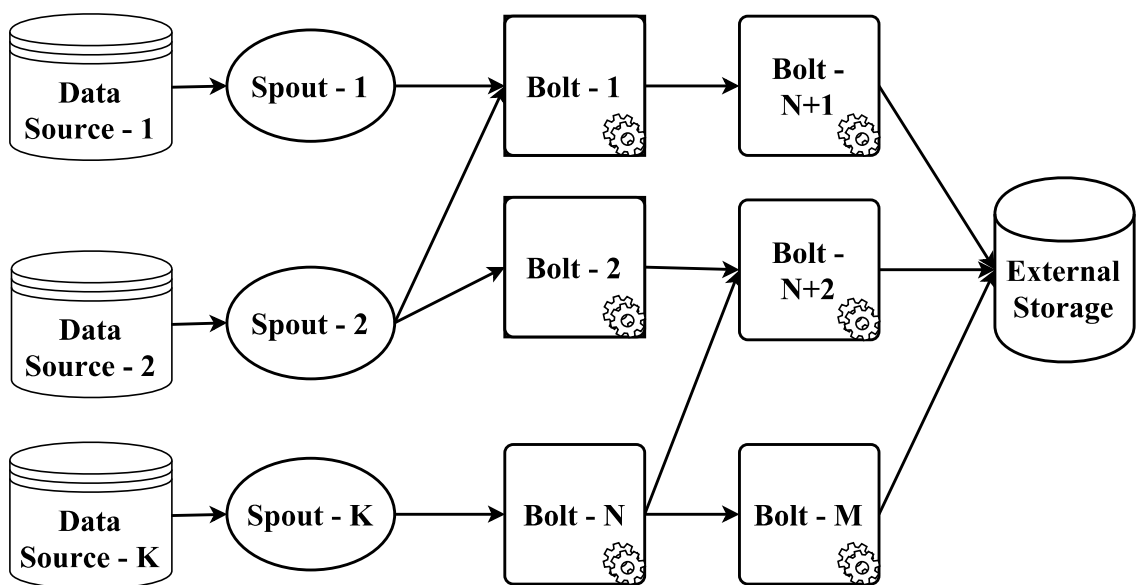 Data
Source - 1
Spout - 1
Bolt - 1
Bolt -
N+1
Data
Source - 2
Spout - 2
Bolt - 2
Bolt -
N+2
External
Storage
Data
Source - K
Spout - K
Bolt - N
Bolt - M